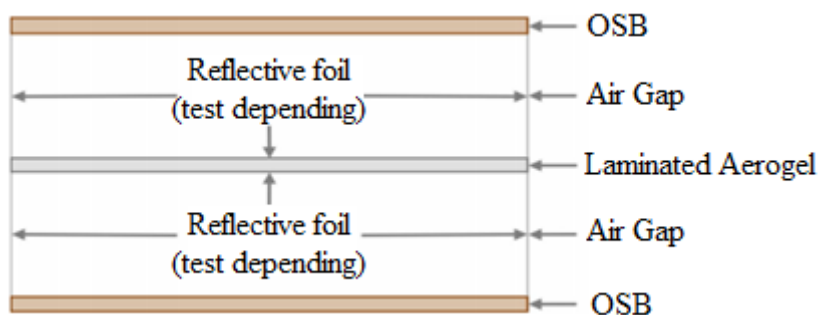 OSB
Reflective foil
(test depending)
Air Gap
Laminated Aerogel
Reflective foil
(test depending)
Air Gap
OSB